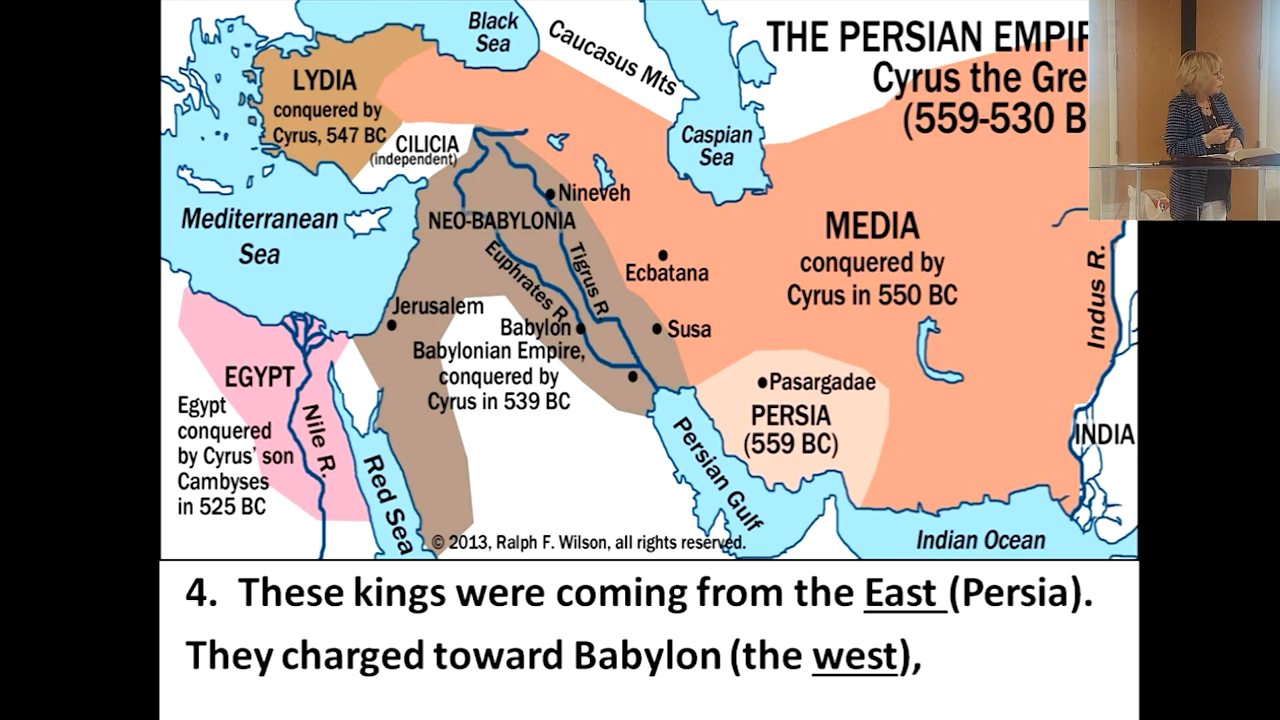 THE PERSIAN EMPIR
Cyrus the Gre
(559-530 B
Black
Sea
Caucasus Mts
Caspian
Sea
LYDIA
conquered by
Cyrus, 547 BC
CILICIA
(independent)
Mediterranean
Sea
NEO-BABYLONIA
Nineveh
Euphrates R.
Tigrus R.
Ecbatana
MEDIA
conquered by
Cyrus in 550 BC
Indus R.
Jerusalem
Babylon
Susa
Babylonian Empire,
conquered by
Cyrus in 539 BC
Pasargadae
PERSIA
(559 BC)
INDIA
EGYPT
Egypt
conquered
by Cyrus' son
Cambyses
in 525 BC
Nile R.
Red Sea
Persian Gulf
Indian Ocean
© 2013, Ralph F. Wilson, all rights reserved.
4. These kings were coming from the East (Persia).
They charged toward Babylon (the west),